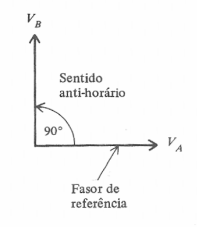 V_B
Sentido
anti-horário
90°
V_A
Fasor de
referência